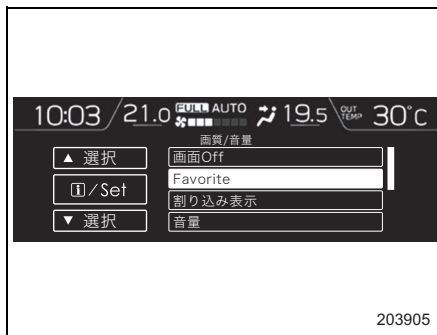 10:03 21.0 FULL AUTO 19.5 OUT TEMP 30°C
画質/音量
▲ 選択
i/Set
▼ 選択
画面Off
Favorite
割り込み表示
音量
203905